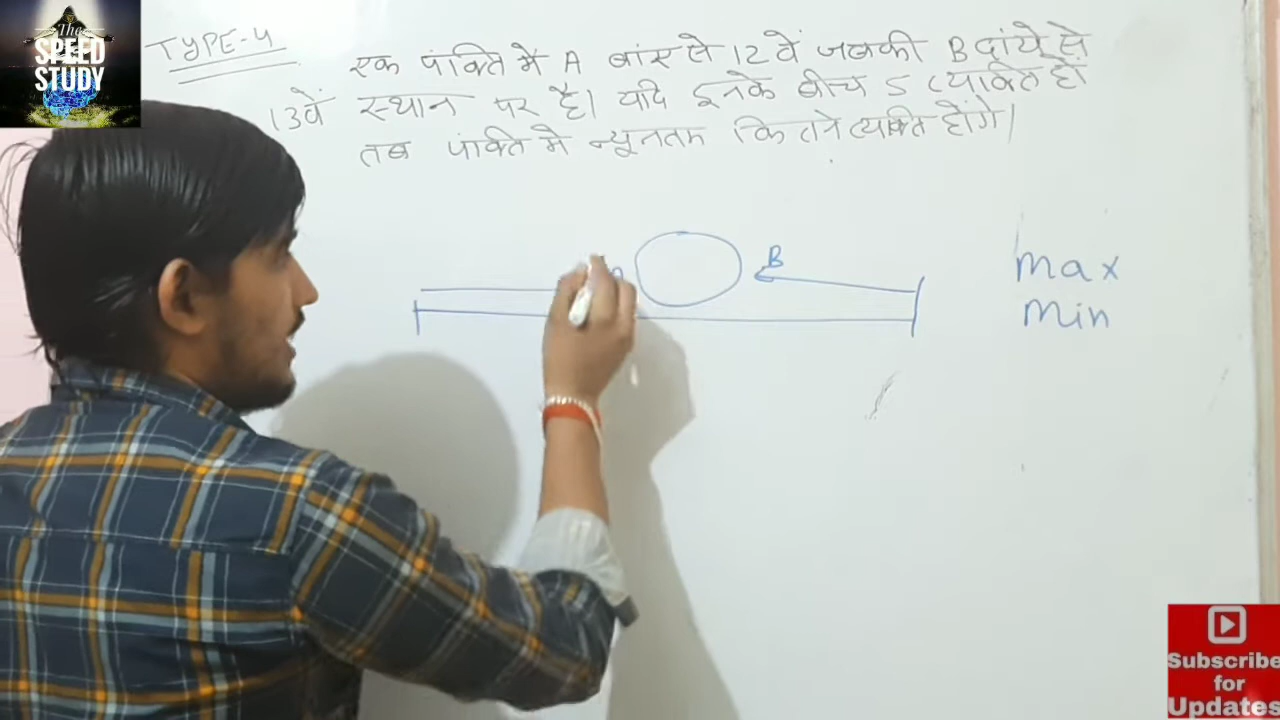 The
SPEED
STUDY
TYPE-4
एक पंक्ति में A बांए से 12 वें जबकी B दांये से
13वें स्थान पर है। यदि इनके बीच 5 व्यक्ति हो
तब पंक्ति में न्यूनतम कितने व्यक्ति होंगे।
B
max
Min
Subscribe
for
Updates